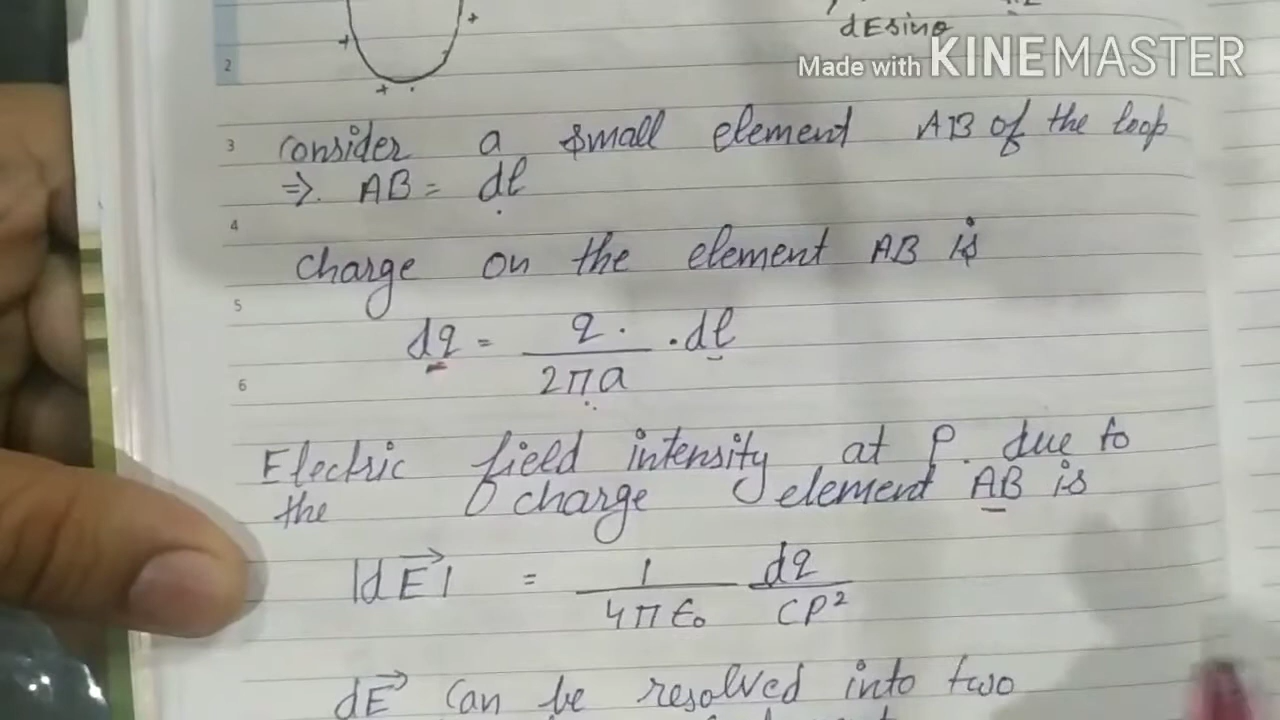 dEsinθ
Made with KINEMASTER
2
3 Consider a small element AB of the loop
⇒ AB = dl
4
Charge on the element AB is
5
dq = q/2πa . dl
6
Electric field intensity at P. due to
the charge element AB is
|dE⃗| = 1/4πϵ₀ dq/CP²
dE⃗ can be resolved into two